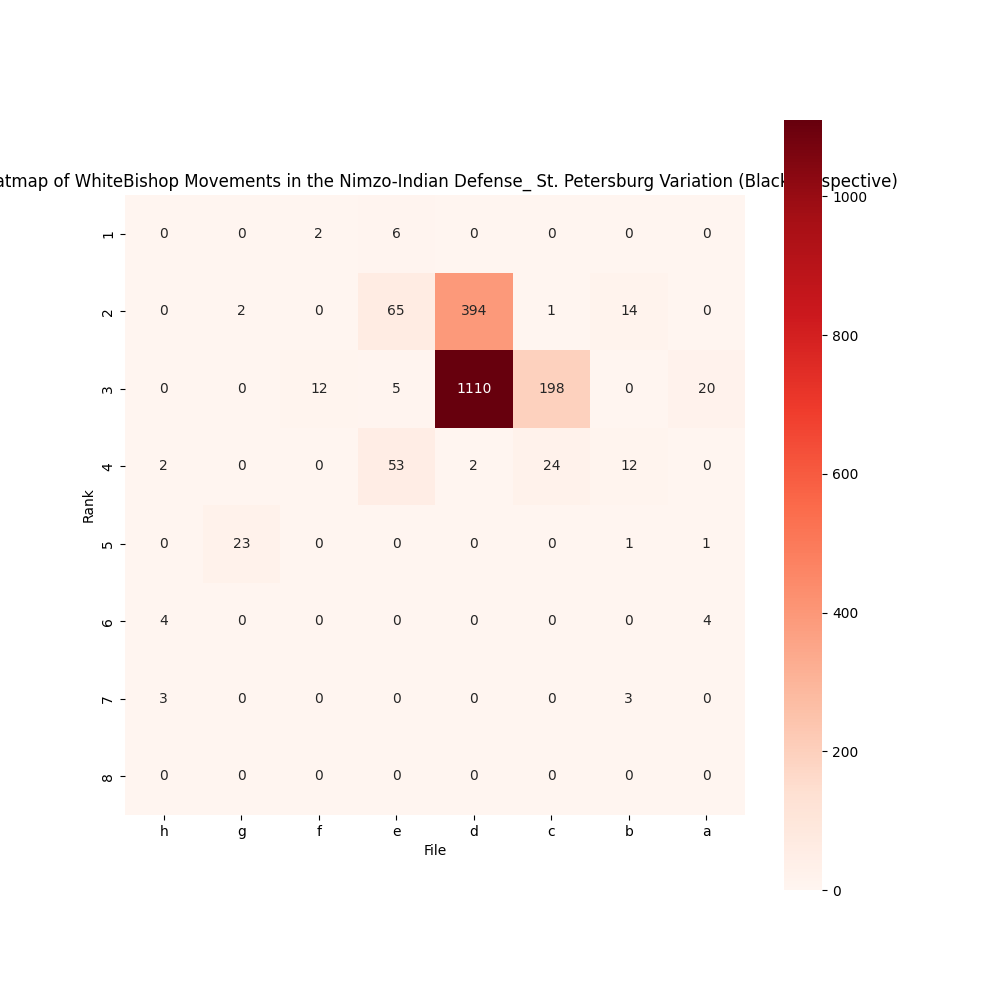 atmap of WhiteBishop Movements in the Nimzo-Indian Defense_ St. Petersburg Variation (Black spective)
1000
800
600
400
200
0
Rank
1 0 0 2 6 0 0 0 0
2 0 2 0 65 394 1 14 0
3 0 0 12 5 1110 198 0 20
4 2 0 0 53 2 24 12 0
5 0 23 0 0 0 0 1 1
6 4 0 0 0 0 0 0 4
7 3 0 0 0 0 0 3 0
8 0 0 0 0 0 0 0 0
h g f e d c b a
File